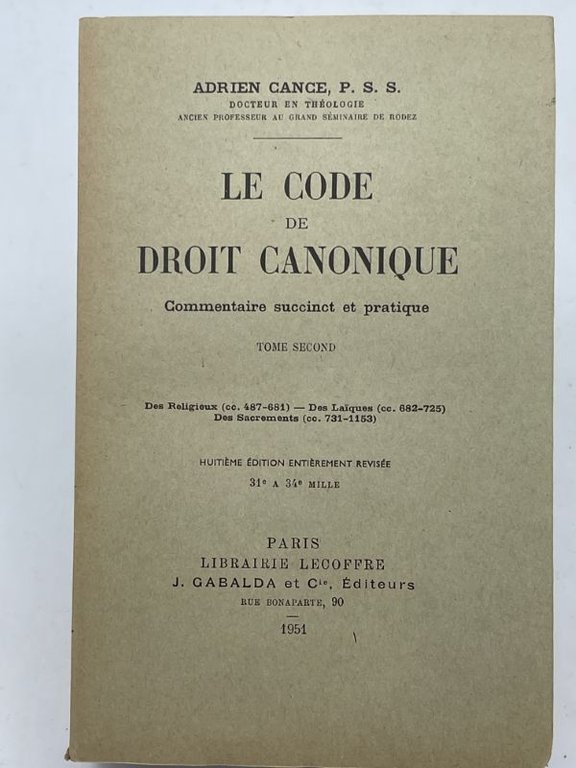 ADRIEN CANCE, P. S. S.
DOCTEUR EN THÉOLOGIE
ANCIEN PROFESSEUR AU GRAND SÉMINAIRE DE RODEZ
LE CODE
DE
DROIT CANONIQUE
Commentaire succinct et pratique
TOME SECOND
Des Religieux (cc. 487-681) — Des Laïques (cc. 682-725)
Des Sacrements (cc. 731-1153)
HUITIÈME ÉDITION ENTIÈREMENT REVISÉE
31e A 34e MILLE
PARIS
LIBRAIRIE LECOFFRE
J. GABALDA et Cie, Éditeurs
RUE BONAPARTE, 90
1951